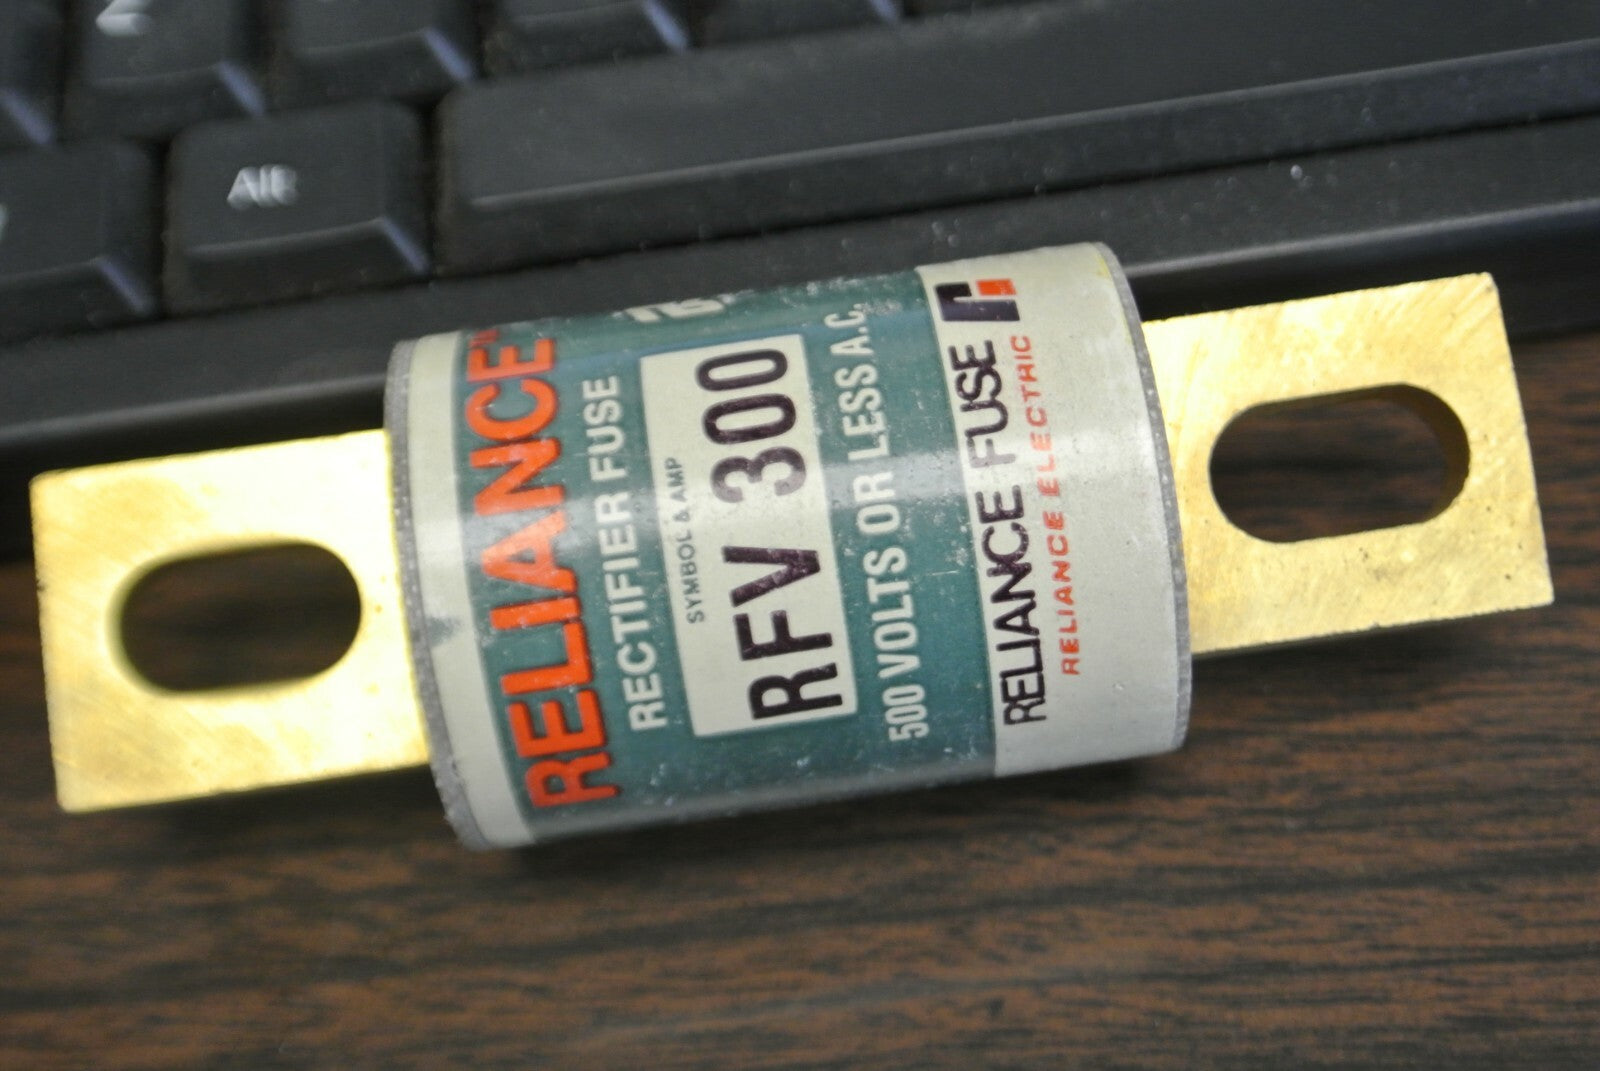 Alt
RELIANCE
RECTIFIER FUSE
SYMBOL & AMP
RFV 300
500 VOLTS OR LESS A.C.
RELIANCE FUSE
RELIANCE ELECTRIC